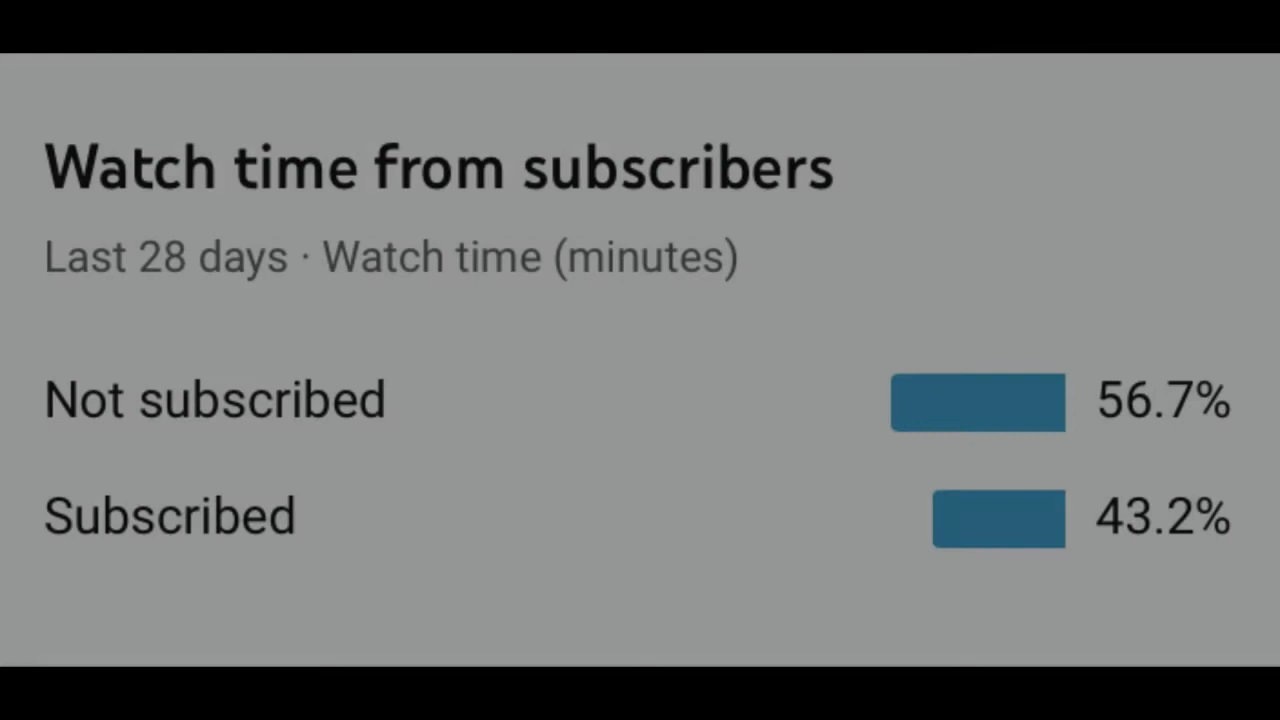 Watch time from subscribers
Last 28 days · Watch time (minutes)
Not subscribed 56.7%
Subscribed 43.2%